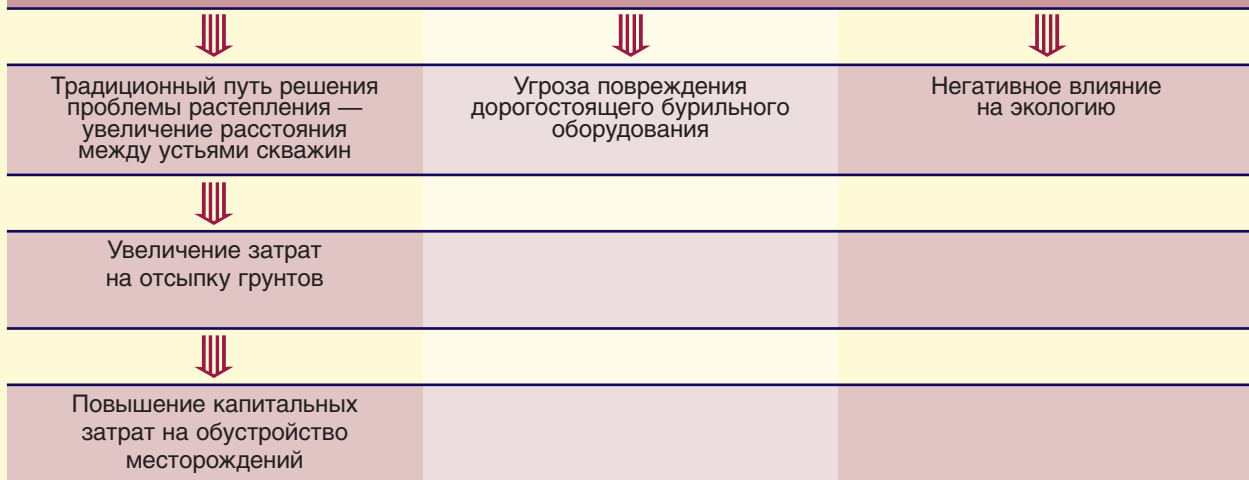 Традиционный путь решения
проблемы растепления —
увеличение расстояния
между устьями скважин
Угроза повреждения
дорогостоящего бурильного
оборудования
Негативное влияние
на экологию
Увеличение затрат
на отсыпку грунтов
Повышение капитальных
затрат на обустройство
месторождений